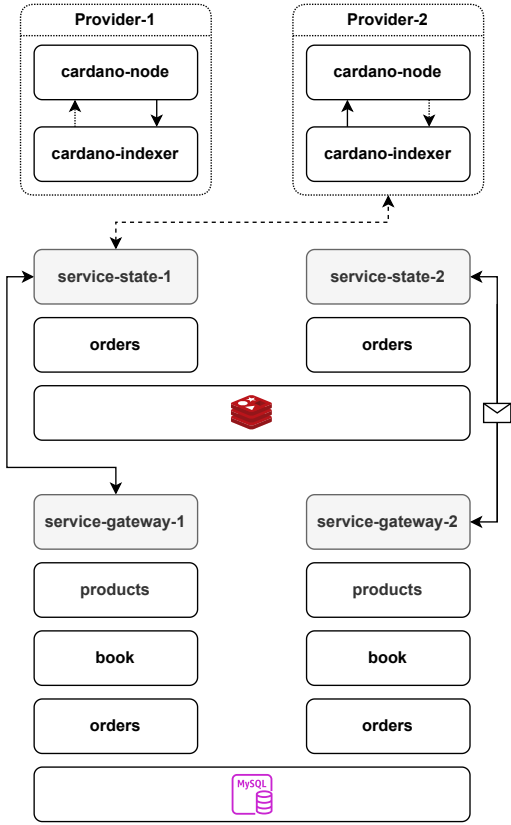 Provider-1
Provider-2
cardano-node
cardano-node
cardano-indexer
cardano-indexer
service-state-1
service-state-2
orders
orders
service-gateway-1
service-gateway-2
products
products
book
book
orders
orders
MySQL